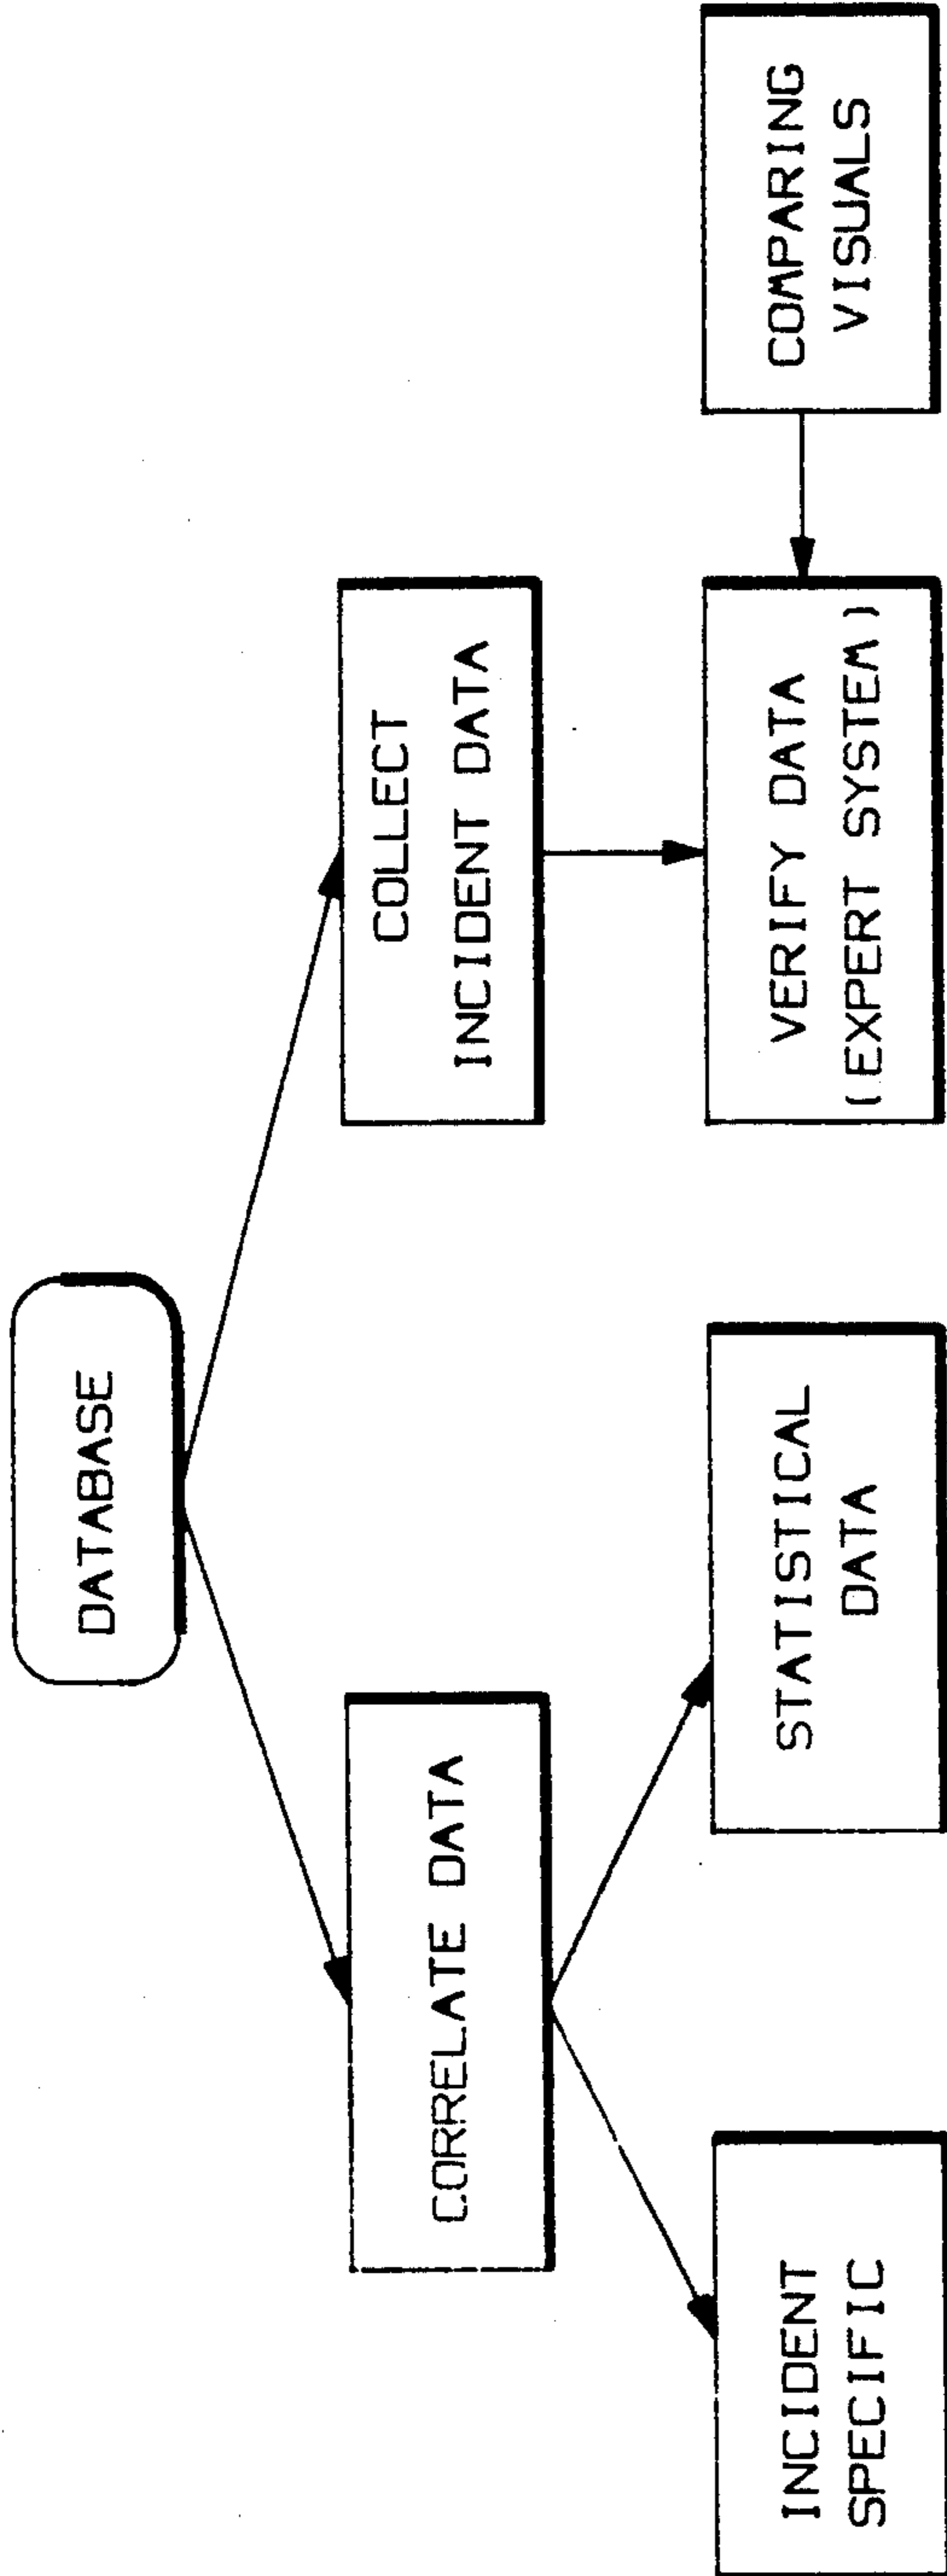 DATABASE
CORRELATE DATA
COLLECT
INCIDENT DATA
INCIDENT
SPECIFIC
STATISTICAL
DATA
VERIFY DATA
(EXPERT SYSTEM)
COMPARING
VISUALS